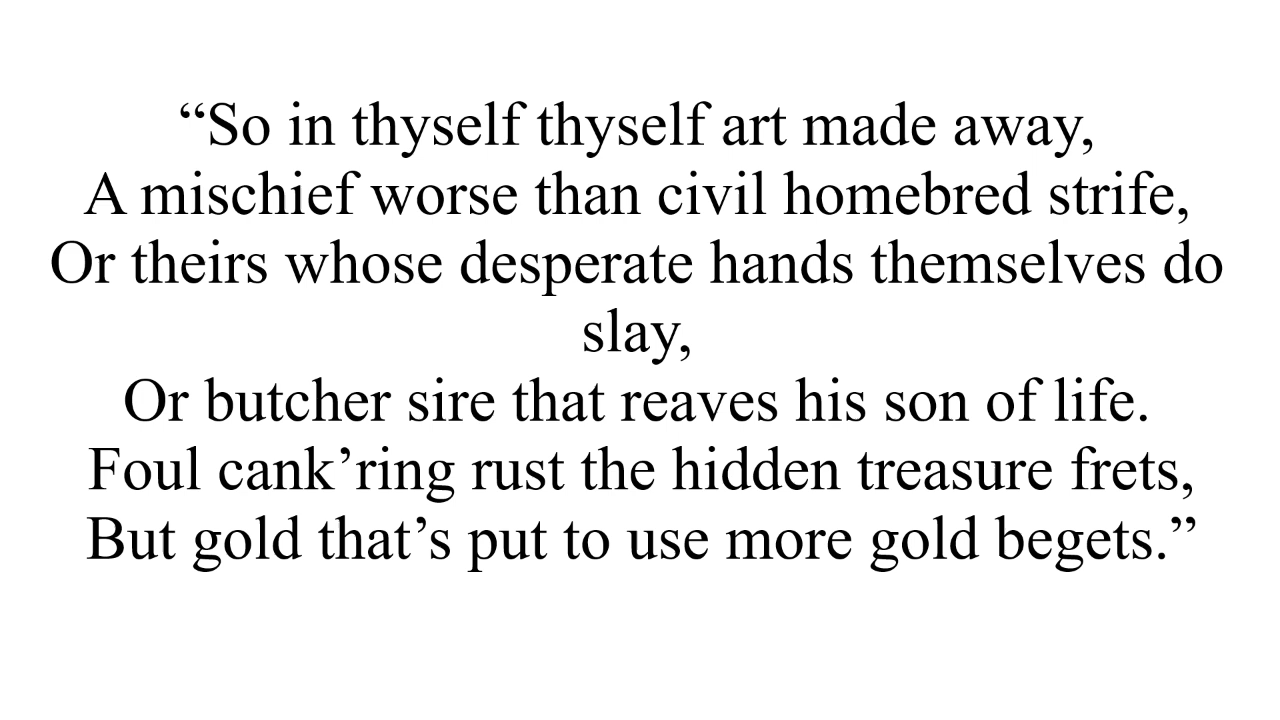 “So in thyself thyself art made away,
A mischief worse than civil homebred strife,
Or theirs whose desperate hands themselves do
slay,
Or butcher sire that reaves his son of life.
Foul cank’ring rust the hidden treasure frets,
But gold that’s put to use more gold begets.”